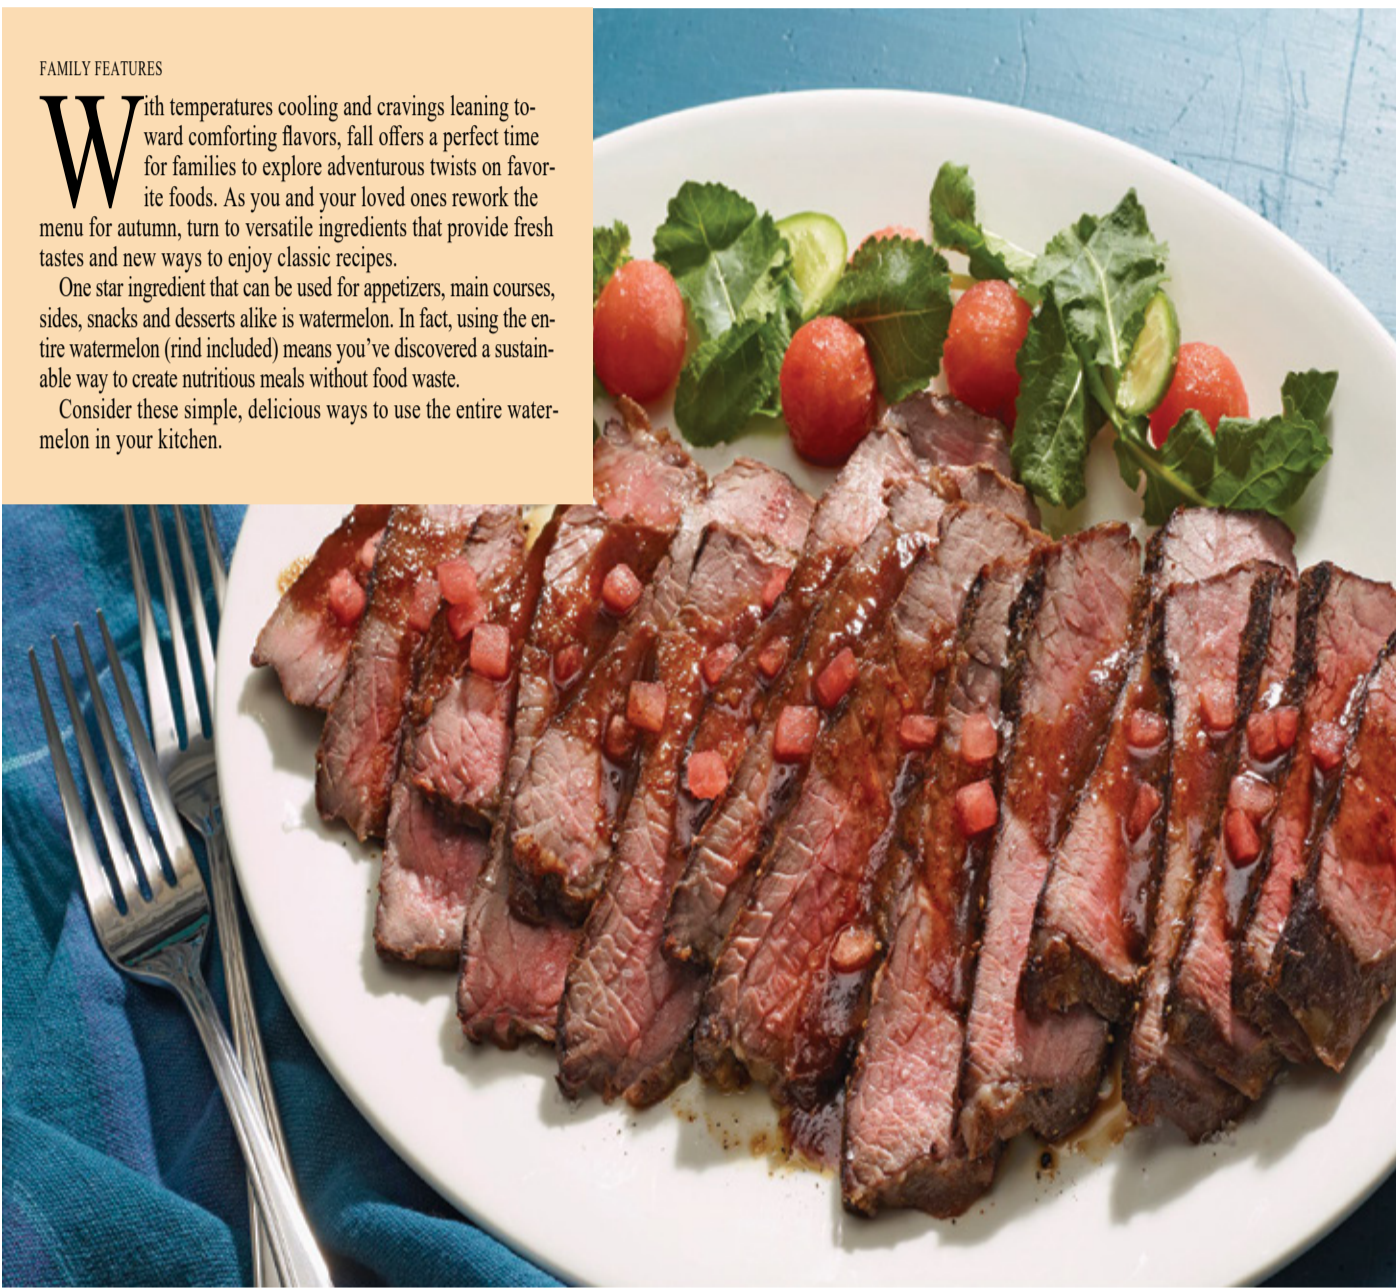 FAMILY FEATURES
With temperatures cooling and cravings leaning to-
ward comforting flavors, fall offers a perfect time
for families to explore adventurous twists on favor-
ite foods. As you and your loved ones rework the
menu for autumn, turn to versatile ingredients that provide fresh
tastes and new ways to enjoy classic recipes.
One star ingredient that can be used for appetizers, main courses,
sides, snacks and desserts alike is watermelon. In fact, using the en-
tire watermelon (rind included) means you’ve discovered a sustain-
able way to create nutritious meals without food waste.
Consider these simple, delicious ways to use the entire water-
melon in your kitchen.